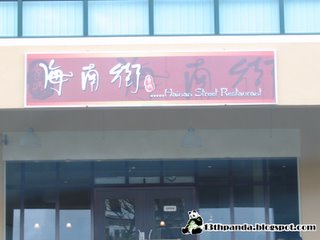 海南街
.....Hainan Street Restaurant
13thpanda.blogspot.com